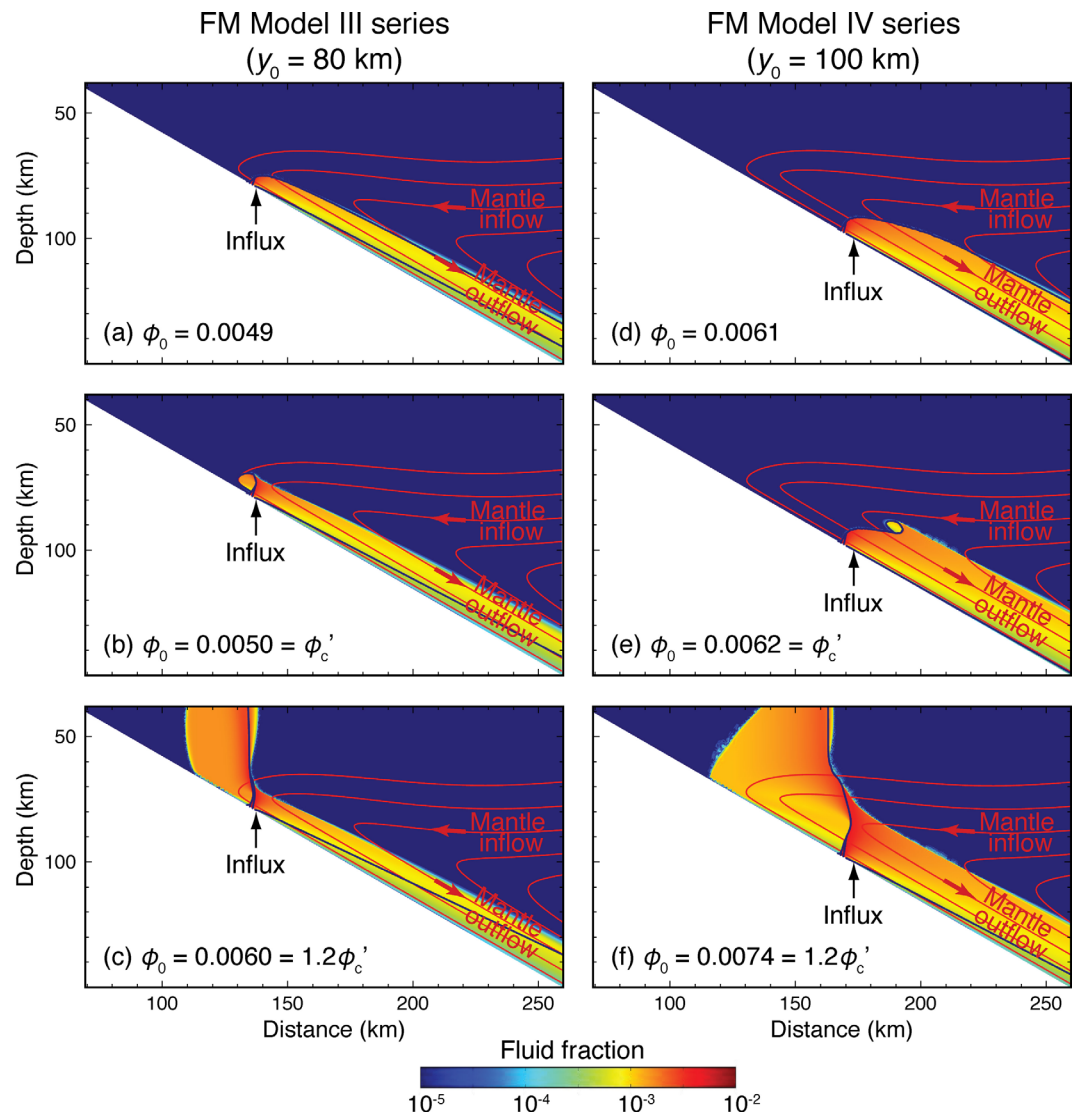 FM Model III series
(y₀ = 80 km)
FM Model IV series
(y₀ = 100 km)
50
100
Depth (km)
Mantle
inflow
Influx
Mantle
outflow
(a) ϕ₀ = 0.0049
Mantle
inflow
Influx
Mantle
outflow
(d) ϕ₀ = 0.0061
50
100
Depth (km)
Mantle
inflow
Influx
Mantle
outflow
(b) ϕ₀ = 0.0050 = ϕc'
Mantle
inflow
Influx
Mantle
outflow
(e) ϕ₀ = 0.0062 = ϕc'
50
100
Depth (km)
Mantle
inflow
Influx
Mantle
outflow
(c) ϕ₀ = 0.0060 = 1.2ϕc'
100 150 200 250
Distance (km)
Mantle
inflow
Influx
Mantle
outflow
(f) ϕ₀ = 0.0074 = 1.2ϕc'
100 150 200 250
Distance (km)
Fluid fraction
10⁻⁵ 10⁻⁴ 10⁻³ 10⁻²